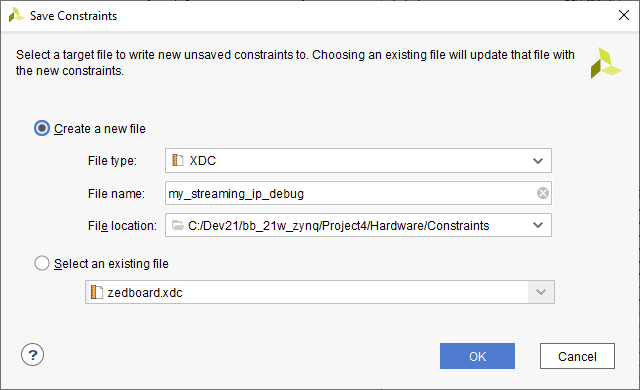 Save Constraints
Select a target file to write new unsaved constraints to. Choosing an existing file will update that file with
the new constraints.
Create a new file
File type: XDC
File name: my_streaming_ip_debug
File location: C:/Dev21/bb_21w_zynq/Project4/Hardware/Constraints
Select an existing file
zedboard.xdc
? OK Cancel